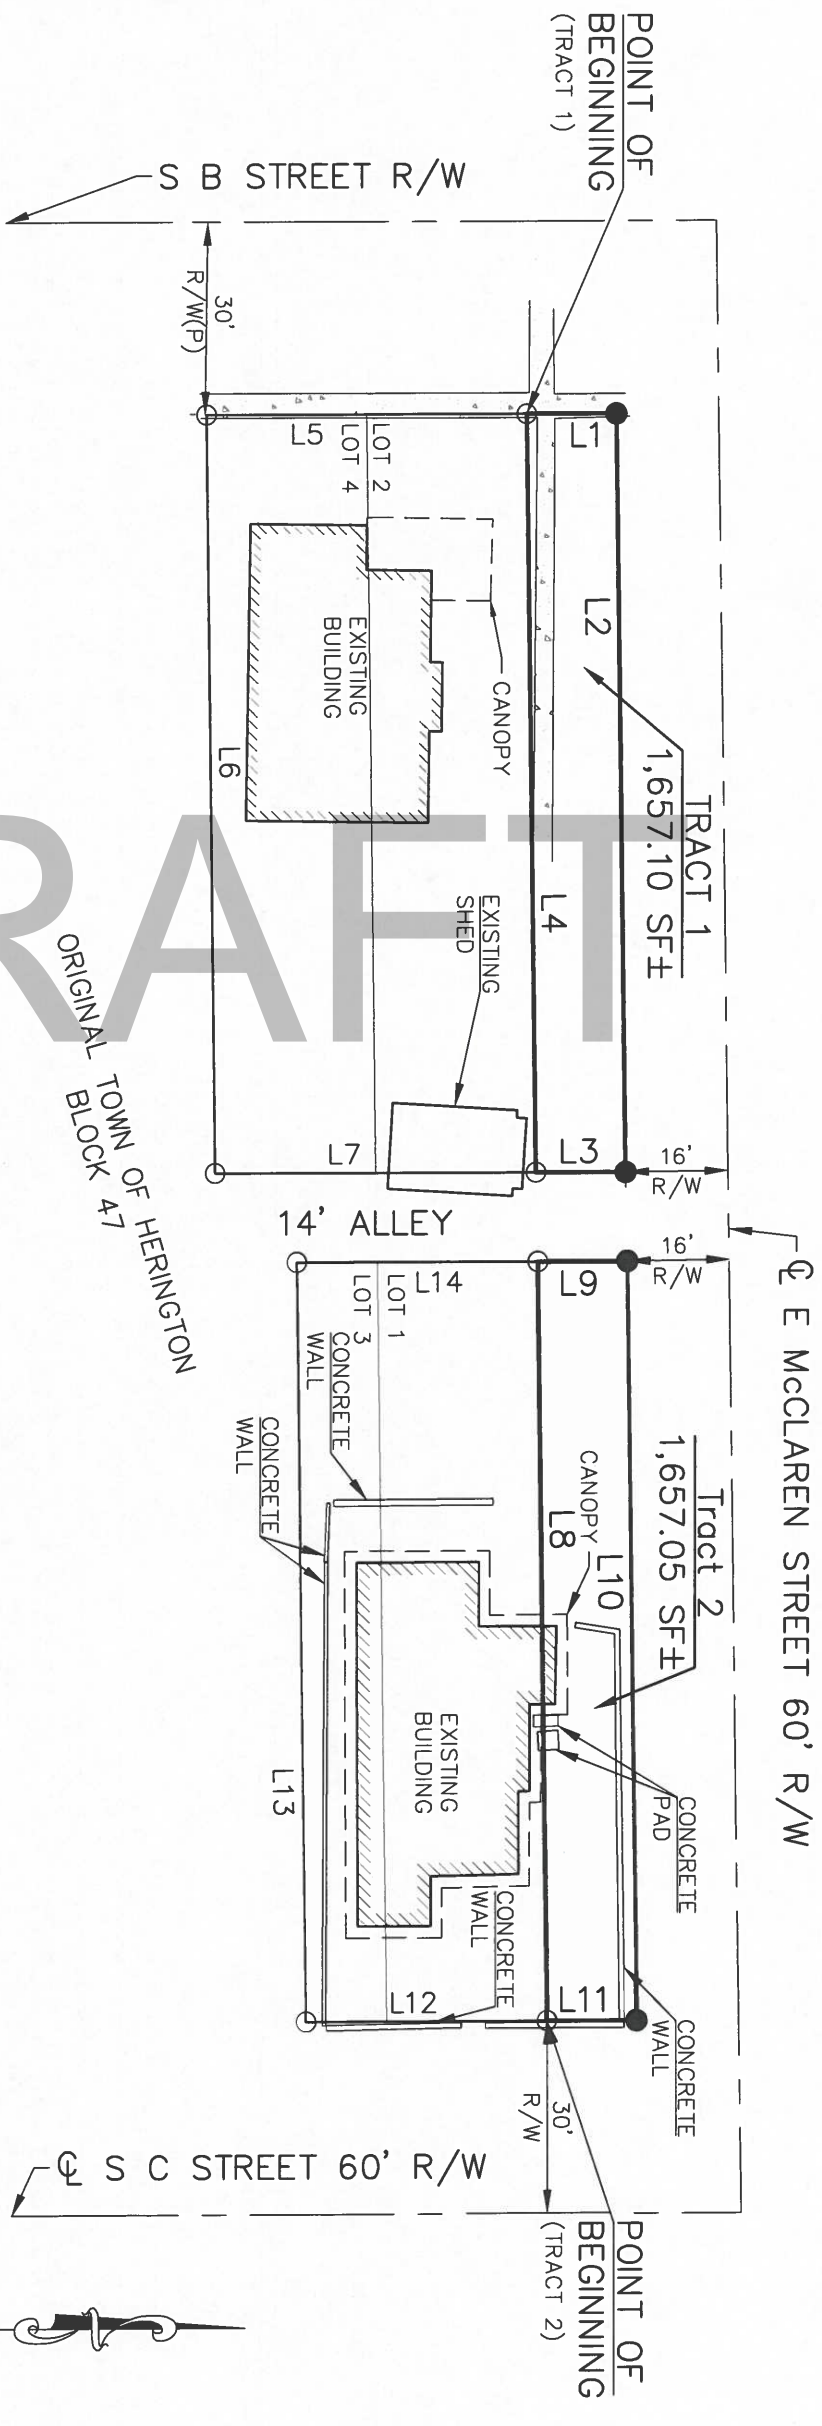 POINT OF
BEGINNING
(TRACT 1)
S B STREET R/W
30'
R/W(P)
L1
L5
LOT 2
LOT 4
L2
EXISTING
BUILDING
CANOPY
L6
TRACT 1
1,657.10 SF±
L4
EXISTING
SHED
RAFT
ORIGINAL TOWN OF HERINGTON
BLOCK 47
L7
L3
16'
R/W
14' ALLEY
16'
R/W
L14
L9
LOT 1
LOT 3
℄ E McCLAREN STREET 60' R/W
CONCRETE
WALL
CONCRETE
WALL
CANOPY
L8
L10
Tract 2
1,657.05 SF±
EXISTING
BUILDING
L13
CONCRETE
PAD
CONCRETE
WALL
L12
L11
CONCRETE
WALL
30'
R/W
℄ S C STREET 60' R/W
POINT OF
BEGINNING
(TRACT 2)